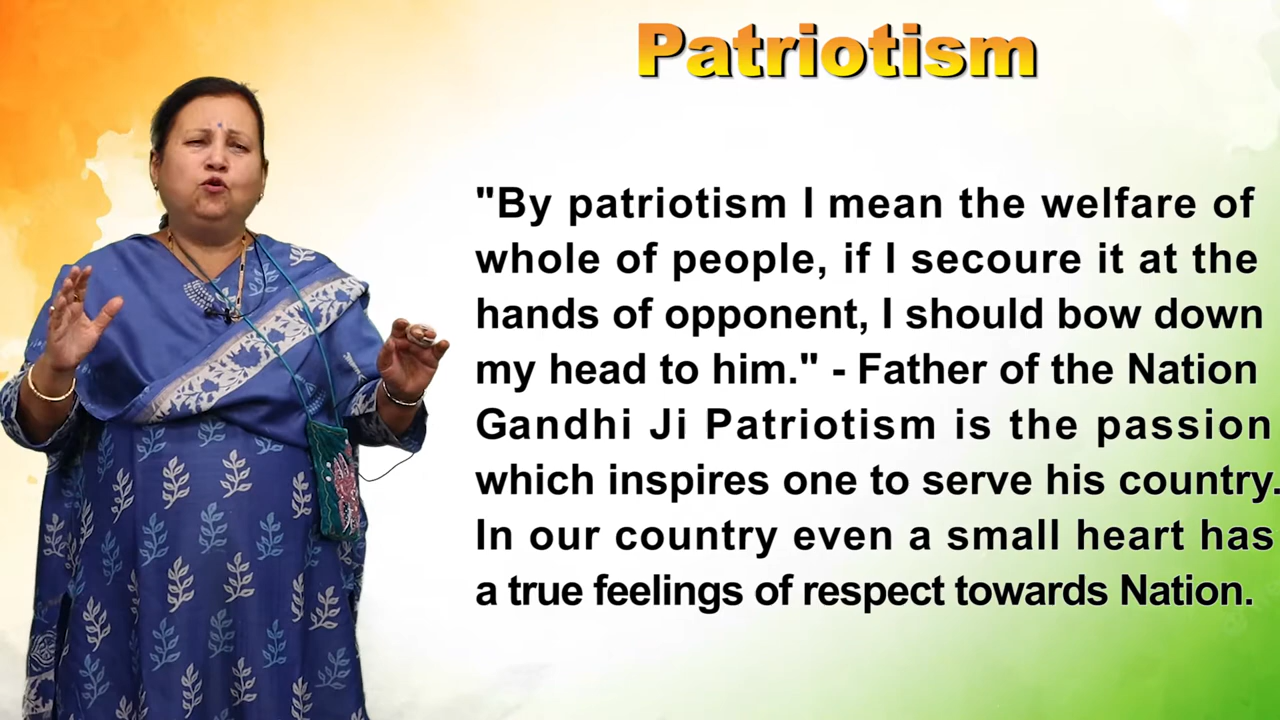 Patriotism
"By patriotism I mean the welfare of
whole of people, if I secoure it at the
hands of opponent, I should bow down
my head to him." - Father of the Nation
Gandhi Ji Patriotism is the passion
which inspires one to serve his country.
In our country even a small heart has
a true feelings of respect towards Nation.